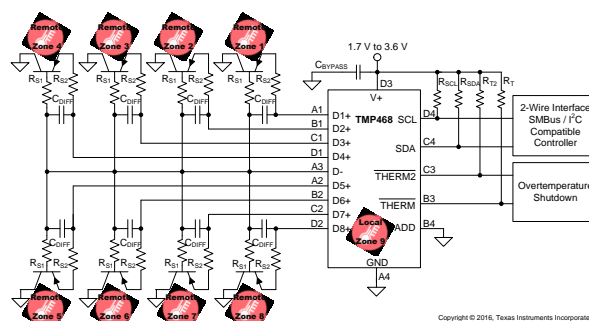 Remote Zone 4
Remote Zone 3
Remote Zone 2
Remote Zone 1
RS1 RS2 RS1 RS2 RS1 RS2 RS1 RS2
CDIFF CDIFF CDIFF CDIFF
1.7 V to 3.6 V
CBYPASS
D3
RSCL RSDA RT2 RT
V+
TMP468
A1 D1+
B1 D2+
C1 D3+
D1 D4+
A3 D-
A2 D5+
B2 D6+
C2 D7+
D2 D8+
SCL D4
SDA C4
THERM2 C3
THERM B3
ADD B4
GND
A4
2-Wire Interface
SMBus / I²C
Compatible
Controller
Overtemperature
Shutdown
Local
Zone 9
CDIFF CDIFF CDIFF CDIFF
RS1 RS2 RS1 RS2 RS1 RS2 RS1 RS2
Remote Zone 5
Remote Zone 6
Remote Zone 7
Remote Zone 8
Copyright © 2016, Texas Instruments Incorporate